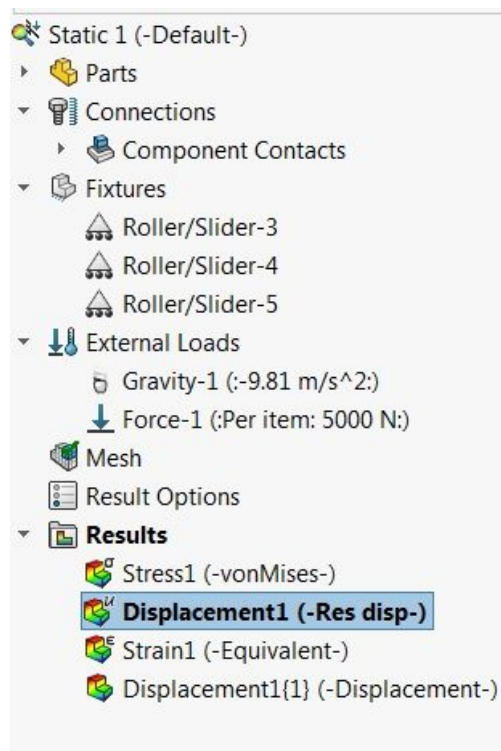 Static 1 (-Default-)
Parts
Connections
Component Contacts
Fixtures
Roller/Slider-3
Roller/Slider-4
Roller/Slider-5
External Loads
Gravity-1 (:-9.81 m/s^2:)
Force-1 (:Per item: 5000 N:)
Mesh
Result Options
Results
Stress1 (-vonMises-)
Displacement1 (-Res disp-)
Strain1 (-Equivalent-)
Displacement1{1} (-Displacement-)